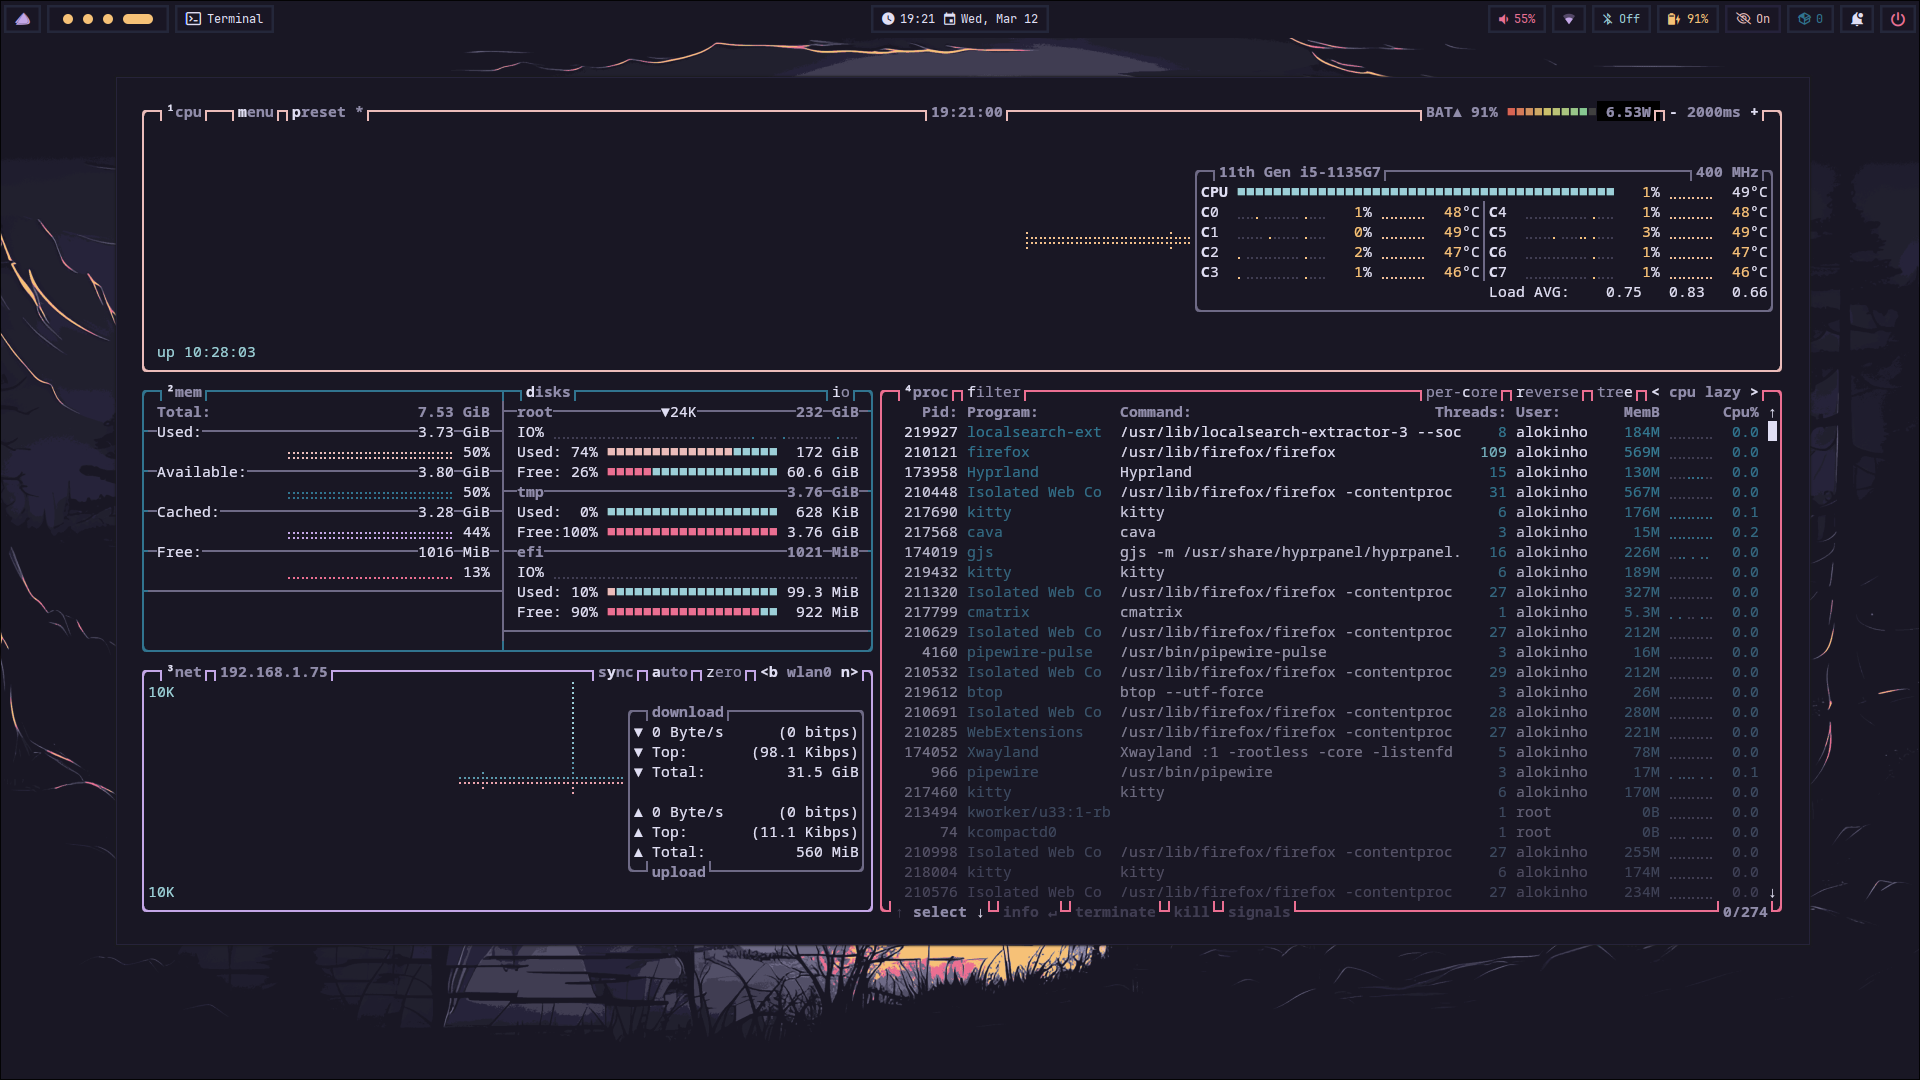 Terminal
19:21 Wed, Mar 12
55% Off 91% On 0
¹cpu menu preset * 19:21:00 BAT▲ 91% 6.53W - 2000ms +
11th Gen i5-1135G7 400 MHz
CPU 1% 49°C
C0 1% 48°C C4 1% 48°C
C1 0% 49°C C5 3% 49°C
C2 2% 47°C C6 1% 47°C
C3 1% 46°C C7 1% 46°C
Load AVG: 0.75 0.83 0.66
up 10:28:03
²mem
Total: 7.53 GiB
Used: 3.73 GiB
50%
Available: 3.80 GiB
50%
Cached: 3.28 GiB
44%
Free: 1016 MiB
13%
disks io
root ▼24K 232 GiB
IO%
Used: 74% 172 GiB
Free: 26% 60.6 GiB
tmp 3.76 GiB
Used: 0% 628 KiB
Free:100% 3.76 GiB
efi 1021 MiB
IO%
Used: 10% 99.3 MiB
Free: 90% 922 MiB
³net 192.168.1.75 sync auto zero <b wlan0 n>
10K
download
▼ 0 Byte/s (0 bitps)
▼ Top: (98.1 Kibps)
▼ Total: 31.5 GiB
▲ 0 Byte/s (0 bitps)
▲ Top: (11.1 Kibps)
▲ Total: 560 MiB
upload
10K
⁴proc filter per-core reverse tree < cpu lazy >
Pid: Program: Command: Threads: User: MemB Cpu% ↑
219927 localsearch-ext /usr/lib/localsearch-extractor-3 --soc 8 alokinho 184M 0.0
210121 firefox /usr/lib/firefox/firefox 109 alokinho 569M 0.0
173958 Hyprland Hyprland 15 alokinho 130M 0.0
210448 Isolated Web Co /usr/lib/firefox/firefox -contentproc 31 alokinho 567M 0.0
217690 kitty kitty 6 alokinho 176M 0.1
217568 cava cava 3 alokinho 15M 0.2
174019 gjs gjs -m /usr/share/hyprpanel/hyprpanel. 16 alokinho 226M 0.0
219432 kitty kitty 6 alokinho 189M 0.0
211320 Isolated Web Co /usr/lib/firefox/firefox -contentproc 27 alokinho 327M 0.0
217799 cmatrix cmatrix 1 alokinho 5.3M 0.0
210629 Isolated Web Co /usr/lib/firefox/firefox -contentproc 27 alokinho 212M 0.0
4160 pipewire-pulse /usr/bin/pipewire-pulse 3 alokinho 16M 0.0
210532 Isolated Web Co /usr/lib/firefox/firefox -contentproc 29 alokinho 212M 0.0
219612 btop btop --utf-force 3 alokinho 26M 0.0
210691 Isolated Web Co /usr/lib/firefox/firefox -contentproc 28 alokinho 280M 0.0
210285 WebExtensions /usr/lib/firefox/firefox -contentproc 27 alokinho 221M 0.0
174052 Xwayland Xwayland :1 -rootless -core -listenfd 5 alokinho 78M 0.0
966 pipewire /usr/bin/pipewire 3 alokinho 17M 0.1
217460 kitty kitty 6 alokinho 170M 0.0
213494 kworker/u33:1-rb 1 root 0B 0.0
74 kcompactd0 1 root 0B 0.0
210998 Isolated Web Co /usr/lib/firefox/firefox -contentproc 27 alokinho 255M 0.0
218004 kitty kitty 6 alokinho 174M 0.0
210576 Isolated Web Co /usr/lib/firefox/firefox -contentproc 27 alokinho 234M 0.0 ↓
↑ select ↓ info ↵ terminate kill signals 0/274